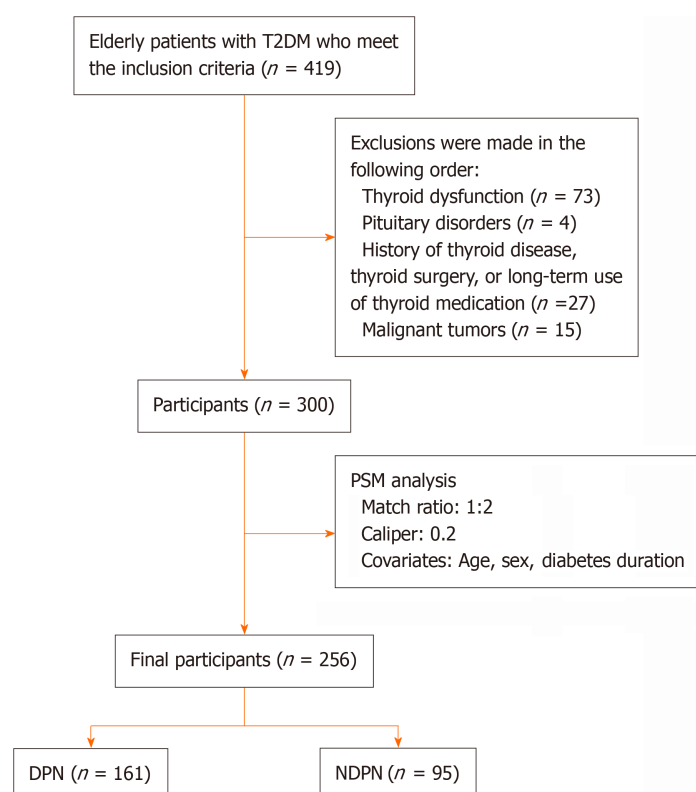 Elderly patients with T2DM who meet
the inclusion criteria (n = 419)
Exclusions were made in the
following order:
Thyroid dysfunction (n = 73)
Pituitary disorders (n = 4)
History of thyroid disease,
thyroid surgery, or long-term use
of thyroid medication (n =27)
Malignant tumors (n = 15)
Participants (n = 300)
PSM analysis
Match ratio: 1:2
Caliper: 0.2
Covariates: Age, sex, diabetes duration
Final participants (n = 256)
DPN (n = 161)
NDPN (n = 95)